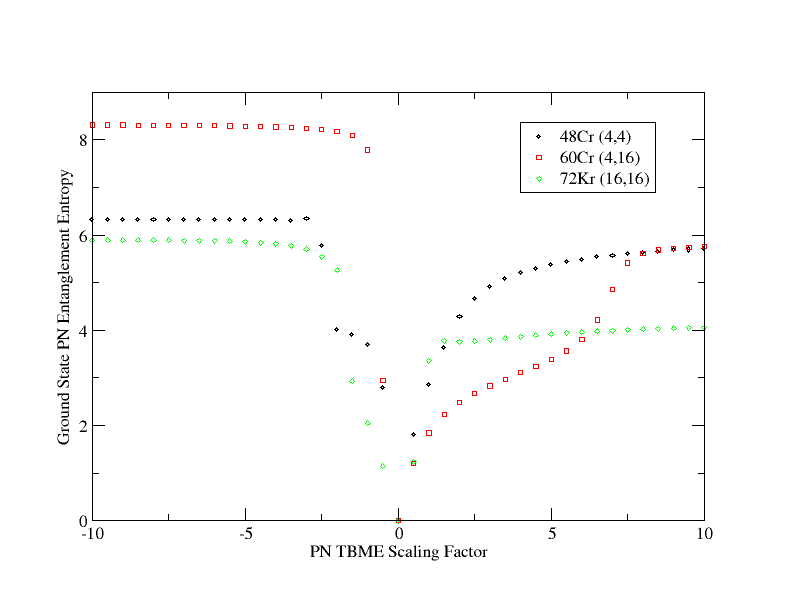 48Cr (4,4)
60Cr (4,16)
72Kr (16,16)
Ground State PN Entanglement Entropy
8
6
4
2
0
-10
-5
0
5
10
PN TBME Scaling Factor